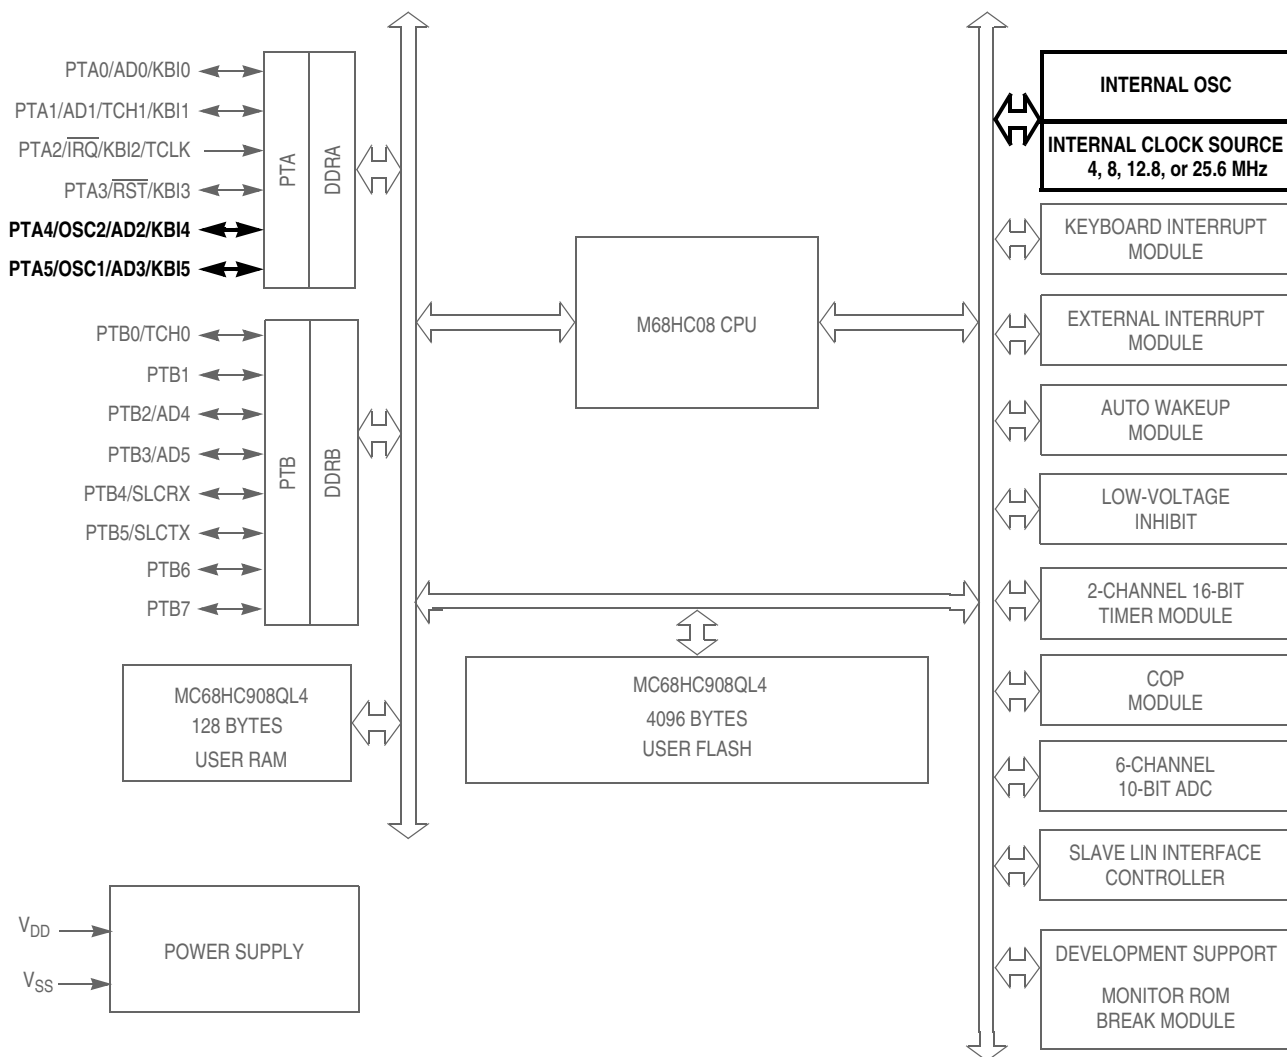 PTA0/AD0/KBI0
PTA1/AD1/TCH1/KBI1
PTA2/IRQ/KBI2/TCLK
PTA3/RST/KBI3
PTA4/OSC2/AD2/KBI4
PTA5/OSC1/AD3/KBI5
PTA
DDRA
PTB0/TCH0
PTB1
PTB2/AD4
PTB3/AD5
PTB4/SLCRX
PTB5/SLCTX
PTB6
PTB7
PTB
DDRB
MC68HC908QL4
128 BYTES
USER RAM
VDD
VSS
POWER SUPPLY
M68HC08 CPU
MC68HC908QL4
4096 BYTES
USER FLASH
INTERNAL OSC
INTERNAL CLOCK SOURCE
4, 8, 12.8, or 25.6 MHz
KEYBOARD INTERRUPT
MODULE
EXTERNAL INTERRUPT
MODULE
AUTO WAKEUP
MODULE
LOW-VOLTAGE
INHIBIT
2-CHANNEL 16-BIT
TIMER MODULE
COP
MODULE
6-CHANNEL
10-BIT ADC
SLAVE LIN INTERFACE
CONTROLLER
DEVELOPMENT SUPPORT
MONITOR ROM
BREAK MODULE